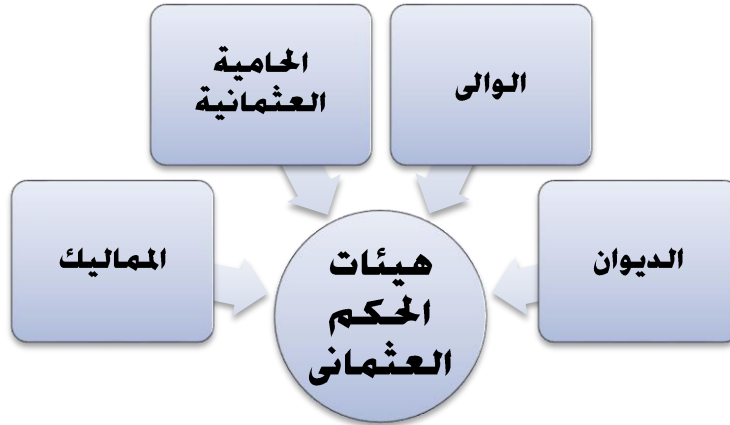 الحامية
العثمانية
الوالى
المماليك
الديوان
هيئات
الحكم
العثمانى